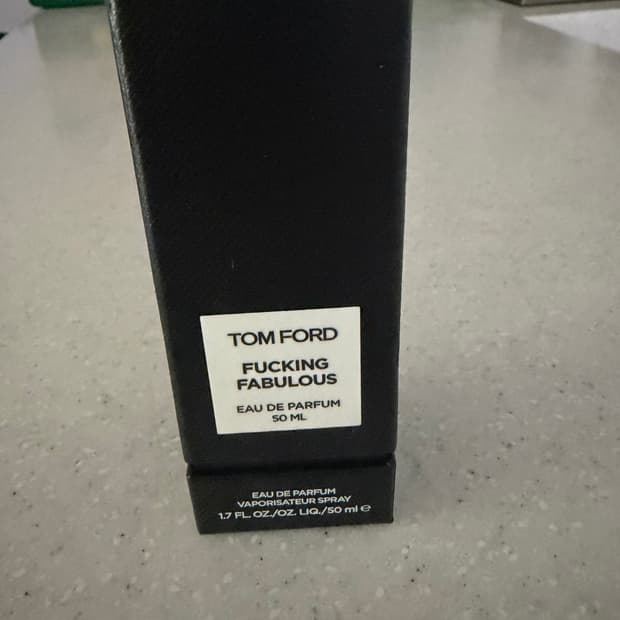 TOM FORD
FUCKING
FABULOUS
EAU DE PARFUM
50 ML
EAU DE PARFUM
VAPORISATEUR SPRAY
1.7 FL. OZ./OZ. LIQ./50 ml ℮